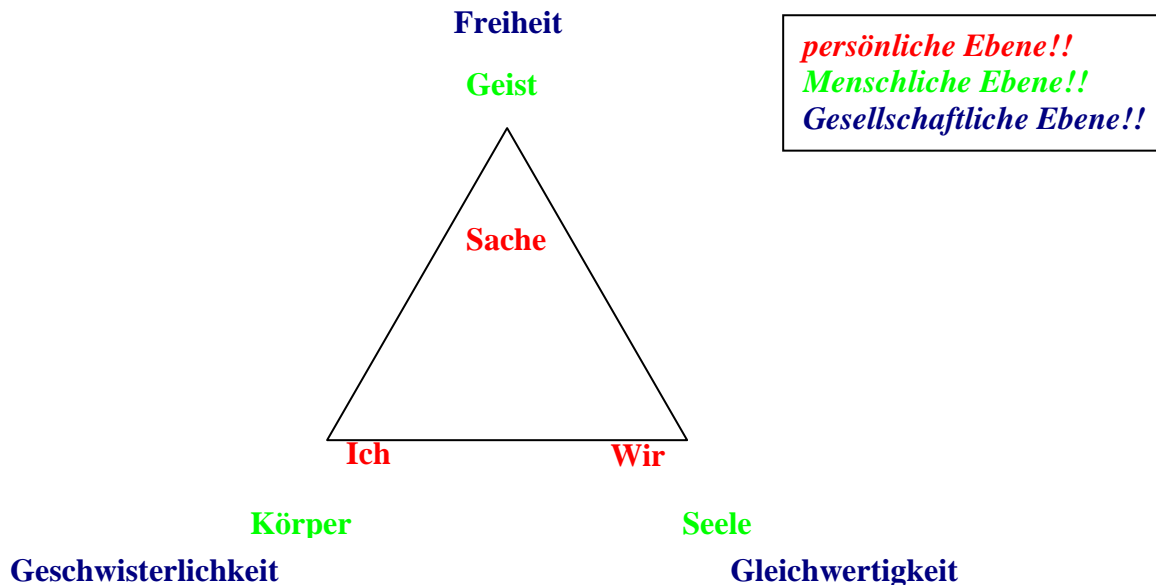 Freiheit
persönliche Ebene!!
Menschliche Ebene!!
Gesellschaftliche Ebene!!
Geist
Sache
Ich
Wir
Körper
Seele
Geschwisterlichkeit
Gleichwertigkeit